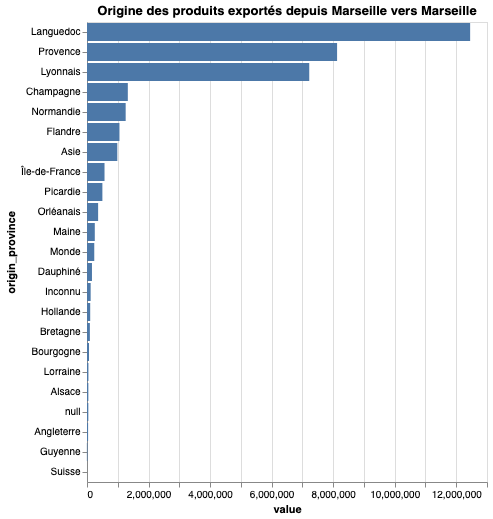 Origine des produits exportés depuis Marseille vers Marseille
origin_province
Languedoc
Provence
Lyonnais
Champagne
Normandie
Flandre
Asie
Île-de-France
Picardie
Orléanais
Maine
Monde
Dauphiné
Inconnu
Hollande
Bretagne
Bourgogne
Lorraine
Alsace
null
Angleterre
Guyenne
Suisse
0 2,000,000 4,000,000 6,000,000 8,000,000 10,000,000 12,000,000
value